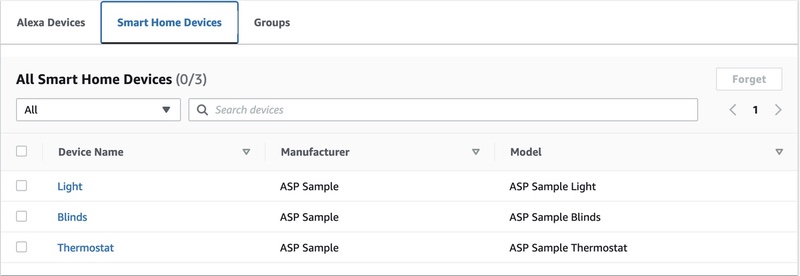 Alexa Devices Smart Home Devices Groups
All Smart Home Devices (0/3) Forget
All Search devices 1
Device Name Manufacturer Model
Light ASP Sample ASP Sample Light
Blinds ASP Sample ASP Sample Blinds
Thermostat ASP Sample ASP Sample Thermostat